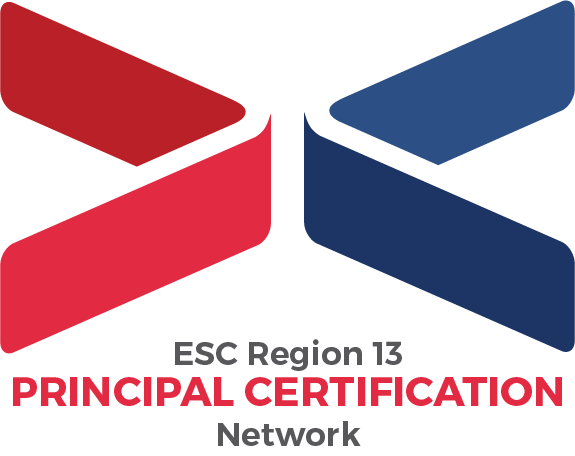 ESC Region 13
PRINCIPAL CERTIFICATION
Network